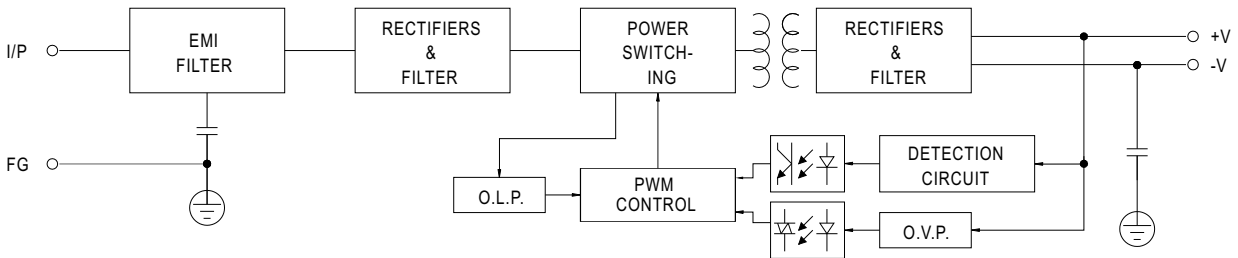 I/P
EMI
FILTER
RECTIFIERS
&
FILTER
POWER
SWITCH-
ING
RECTIFIERS
&
FILTER
+V
-V
FG
O.L.P.
PWM
CONTROL
DETECTION
CIRCUIT
O.V.P.